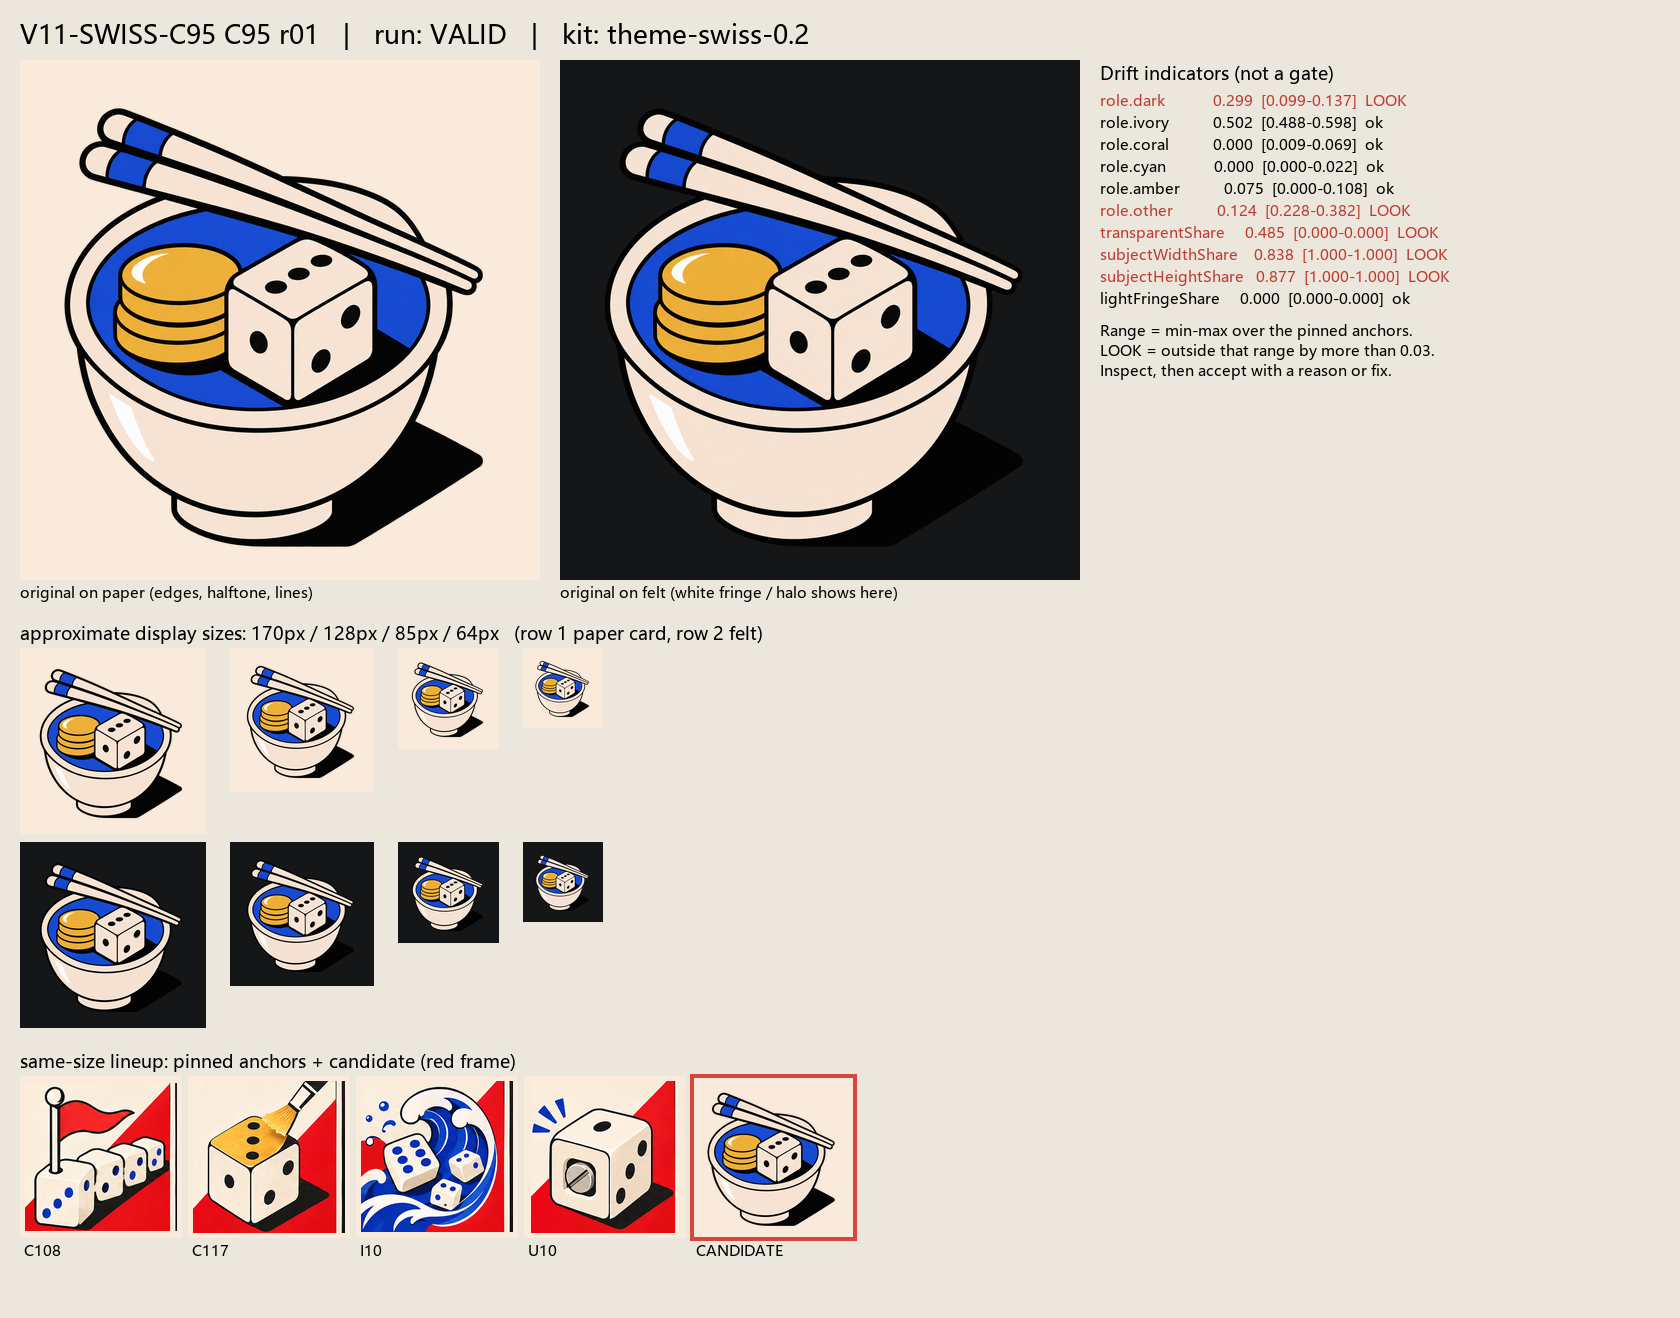 V11-SWISS-C95 C95 r01 | run: VALID | kit: theme-swiss-0.2
Drift indicators (not a gate)
role.dark 0.299 [0.099-0.137] LOOK
role.ivory 0.502 [0.488-0.598] ok
role.coral 0.000 [0.009-0.069] ok
role.cyan 0.000 [0.000-0.022] ok
role.amber 0.075 [0.000-0.108] ok
role.other 0.124 [0.228-0.382] LOOK
transparentShare 0.485 [0.000-0.000] LOOK
subjectWidthShare 0.838 [1.000-1.000] LOOK
subjectHeightShare 0.877 [1.000-1.000] LOOK
lightFringeShare 0.000 [0.000-0.000] ok
Range = min-max over the pinned anchors.
LOOK = outside that range by more than 0.03.
Inspect, then accept with a reason or fix.
original on paper (edges, halftone, lines)
original on felt (white fringe / halo shows here)
approximate display sizes: 170px / 128px / 85px / 64px (row 1 paper card, row 2 felt)
same-size lineup: pinned anchors + candidate (red frame)
C108
C117
I10
U10
CANDIDATE